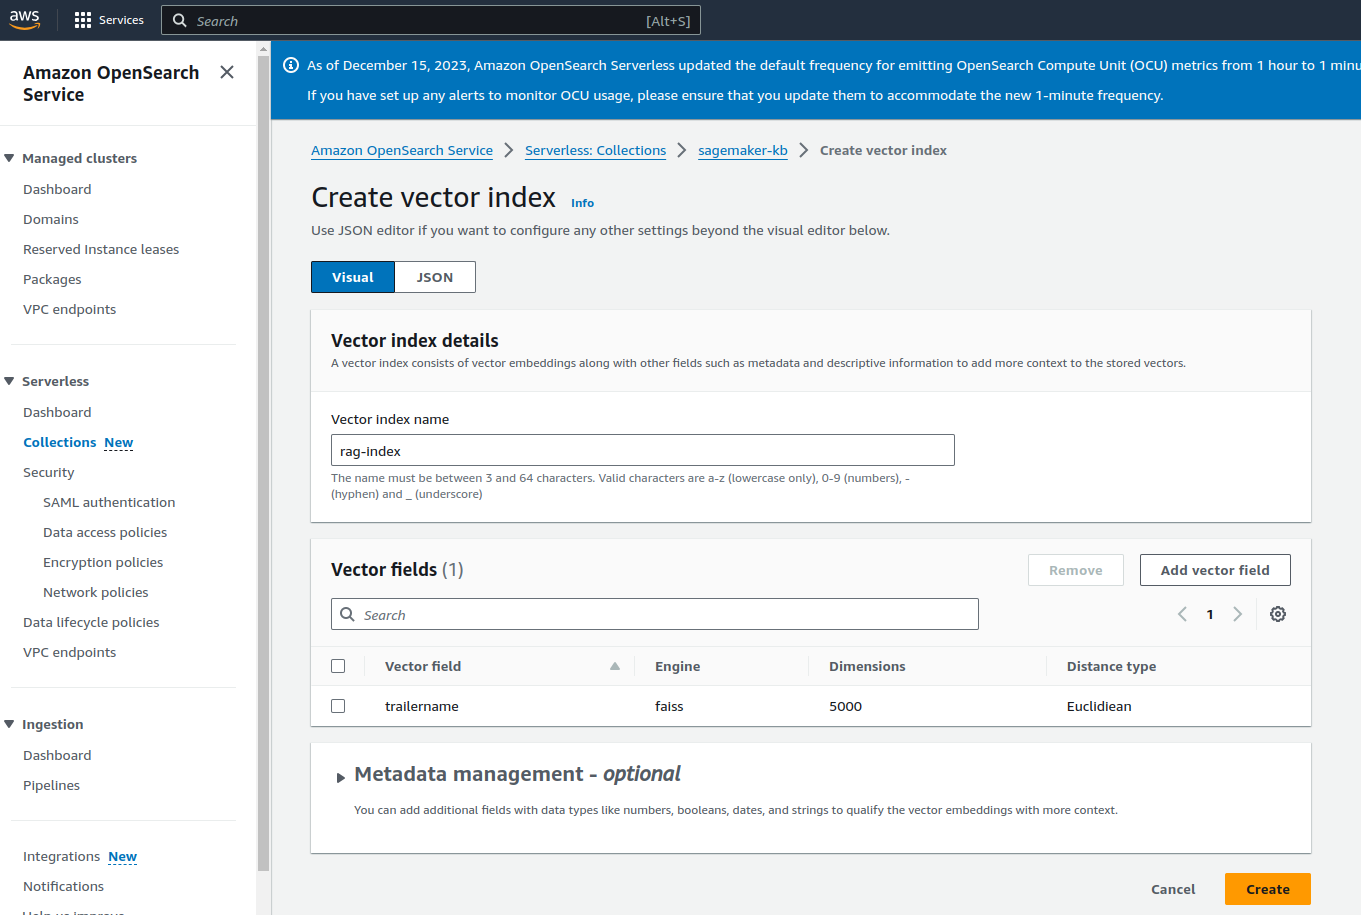 aws
Services
Search
[Alt+S]
Amazon OpenSearch
Service
Managed clusters
Dashboard
Domains
Reserved Instance leases
Packages
VPC endpoints
Serverless
Dashboard
Collections New
Security
SAML authentication
Data access policies
Encryption policies
Network policies
Data lifecycle policies
VPC endpoints
Ingestion
Dashboard
Pipelines
Integrations New
Notifications
As of December 15, 2023, Amazon OpenSearch Serverless updated the default frequency for emitting OpenSearch Compute Unit (OCU) metrics from 1 hour to 1 minu
If you have set up any alerts to monitor OCU usage, please ensure that you update them to accommodate the new 1-minute frequency.
Amazon OpenSearch Service > Serverless: Collections > sagemaker-kb > Create vector index
Create vector index Info
Use JSON editor if you want to configure any other settings beyond the visual editor below.
Visual JSON
Vector index details
A vector index consists of vector embeddings along with other fields such as metadata and descriptive information to add more context to the stored vectors.
Vector index name
rag-index
The name must be between 3 and 64 characters. Valid characters are a-z (lowercase only), 0-9 (numbers), -
(hyphen) and _ (underscore)
Vector fields (1)
Remove
Add vector field
Search
1
Vector field Engine Dimensions Distance type
trailername faiss 5000 Euclidiean
Metadata management - optional
You can add additional fields with data types like numbers, booleans, dates, and strings to qualify the vector embeddings with more context.
Cancel
Create